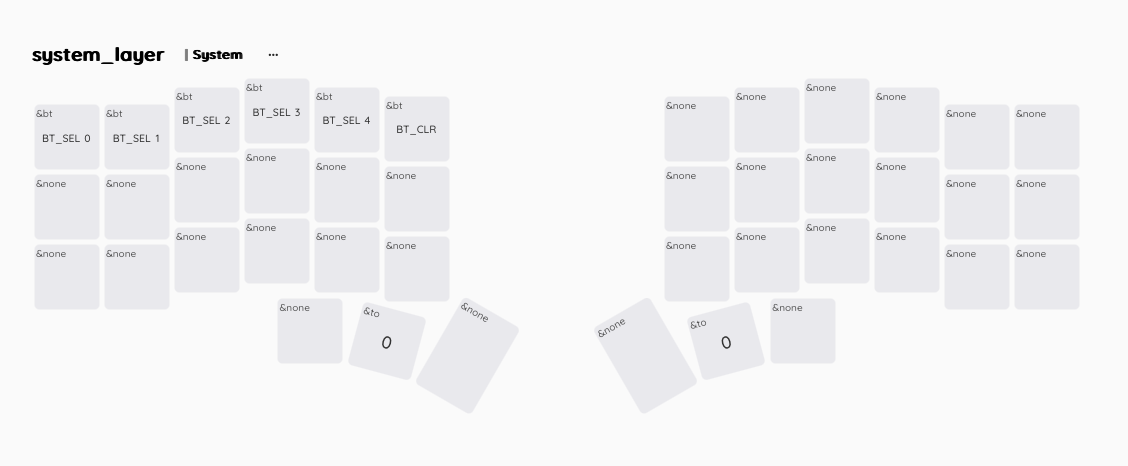 system_layer | System ...
&bt &bt &bt &bt &bt &bt &none &none &none &none &none &none
BT_SEL 0 BT_SEL 1 BT_SEL 2 BT_SEL 3 BT_SEL 4 BT_CLR
&none &none &none &none &none &none &none &none &none &none &none &none
&none &none &none &none &none &none &none &none &none &none &none &none
&none &to &none &none &to &none
0 0